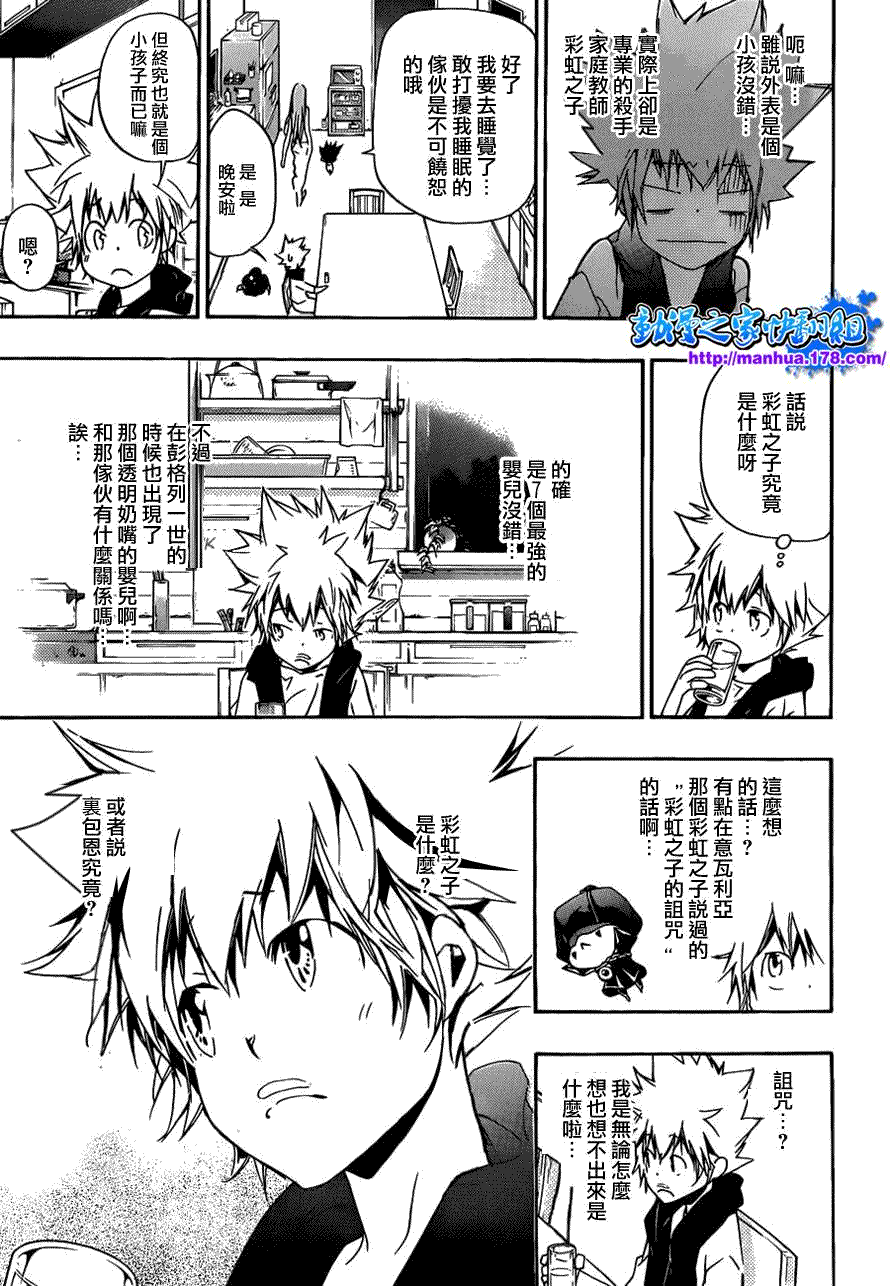 呃嘛…
雖說外表是個
小孩沒錯…
實際上卻是
專業的殺手
家庭教師
彩虹之子
好了
我要去睡覺了…
敢打擾我睡眠的
傢伙是不可饒恕
的哦
是是
晚安啦
但終究也就是個
小孩子而已嘛
嗯?
動漫之家汉化组
http://manhua.178.com/
話說
彩虹之子究竟
是什麼呀
的確
是7個最強的
嬰兒沒錯…
不過
在彭格列一世的
時候也出現了
那個透明奶嘴的嬰兒啊…
和那傢伙有什麼關係嗎…
誒…
這麼想
的話…?
有點在意瓦利亞
那個彩虹之子說過的
"彩虹之子的詛咒"
的話啊…
詛咒…?
我是無論怎麼
想也想不出來是
什麼啦…
彩虹之子
是什麼?
或者說
裏包恩究竟?